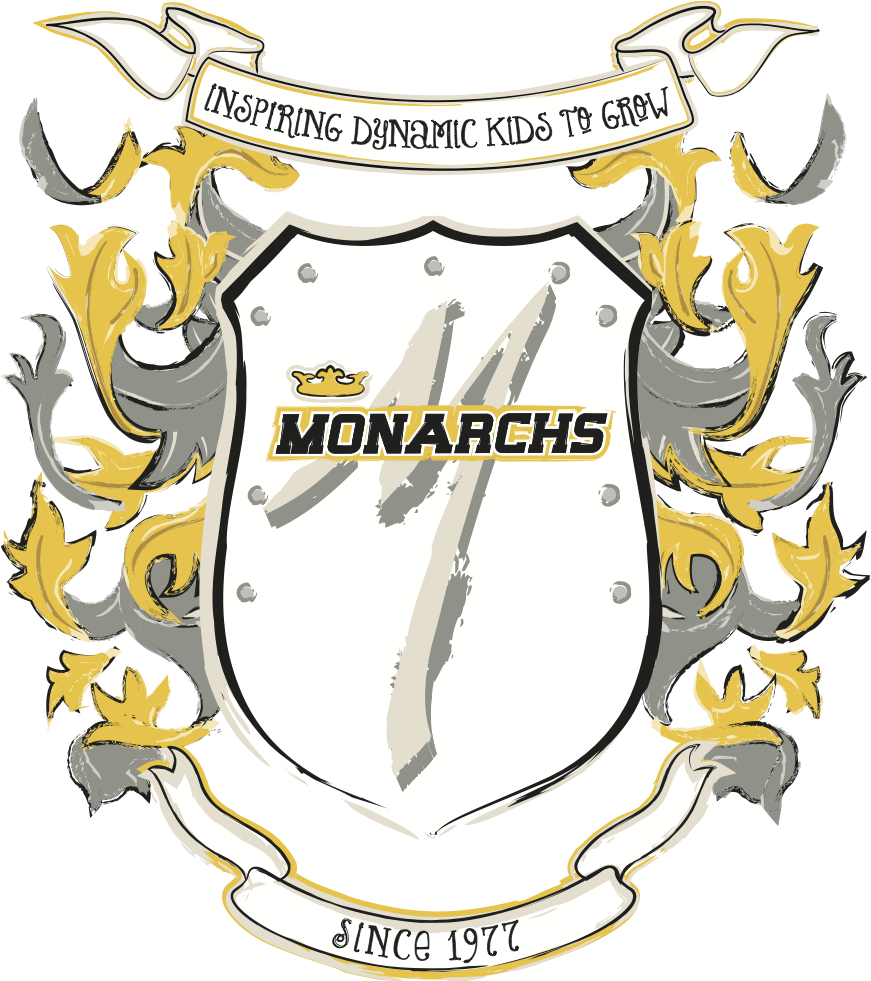 INSPIRING DYNAMIC KIDS TO GROW
M
MONARCHS
SINCE 1977